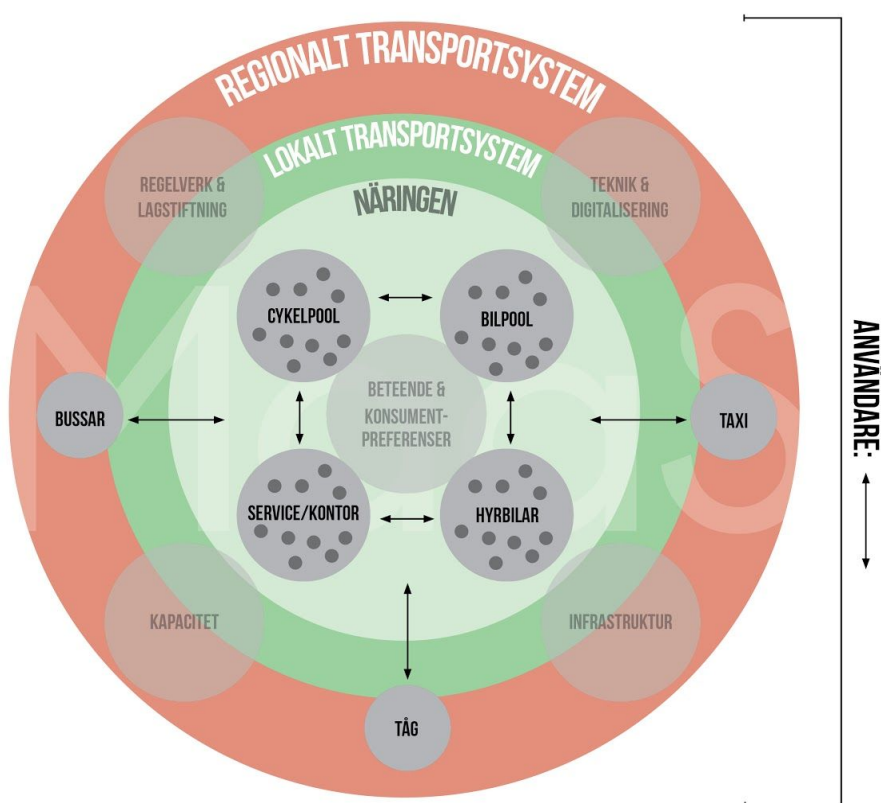 REGIONALT TRANSPORTSYSTEM
LOKALT TRANSPORTSYSTEM
NÄRINGEN
REGELVERK &
LAGSTIFTNING
TEKNIK &
DIGITALISERING
CYKELPOOL
BILPOOL
BETEENDE &
KONSUMENT-
PREFERENSER
BUSSAR
TAXI
SERVICE/KONTOR
HYRBILAR
KAPACITET
INFRASTRUKTUR
TÅG
MaaS
ANVÄNDARE: